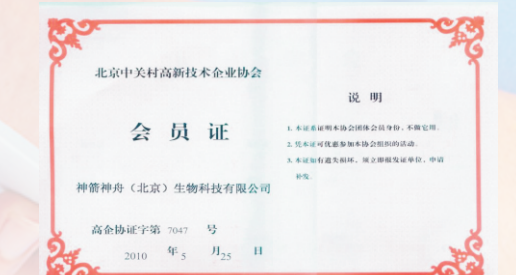 北京中关村高新技术企业协会
会员证
神箭神舟（北京）生物科技有限公司
高企协证字第 7047 号
2010 年 5 月 25 日
说明
1. 本证系证明本协会团体会员身份，不做它用。
2. 凭本证可优惠参加本协会组织的活动。
3. 本证如有遗失损坏，须立即报发证单位，申请
补发。